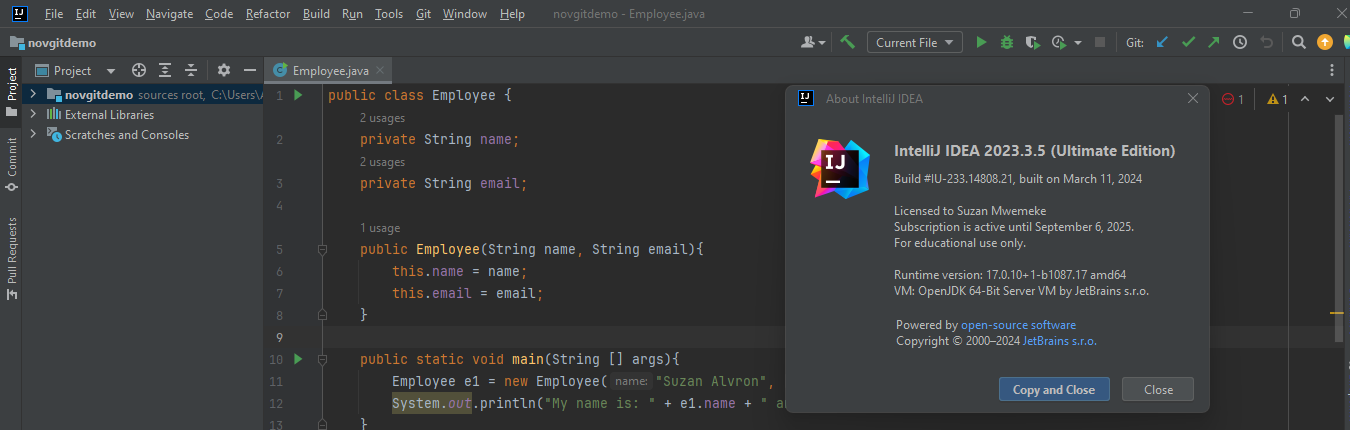 IJ File Edit View Navigate Code Refactor Build Run Tools Git Window Help novgitdemo - Employee.java
novgitdemo Current File Git:
Project Project Employee.java
novgitdemo sources root, C:\Users\
External Libraries
Scratches and Consoles
Commit
Pull Requests
1 public class Employee {
2 usages
2 private String name;
2 usages
3 private String email;
4
1 usage
5 public Employee(String name, String email){
6 this.name = name;
7 this.email = email;
8 }
9
10 public static void main(String [] args){
11 Employee e1 = new Employee( name: "Suzan Alvron",
12 System.out.println("My name is: " + e1.name + "
13 }
1 1
IJ About IntelliJ IDEA
IJ
IntelliJ IDEA 2023.3.5 (Ultimate Edition)
Build #IU-233.14808.21, built on March 11, 2024
Licensed to Suzan Mwemeke
Subscription is active until September 6, 2025.
For educational use only.
Runtime version: 17.0.10+1-b1087.17 amd64
VM: OpenJDK 64-Bit Server VM by JetBrains s.r.o.
Powered by open-source software
Copyright © 2000–2024 JetBrains s.r.o.
Copy and Close Close